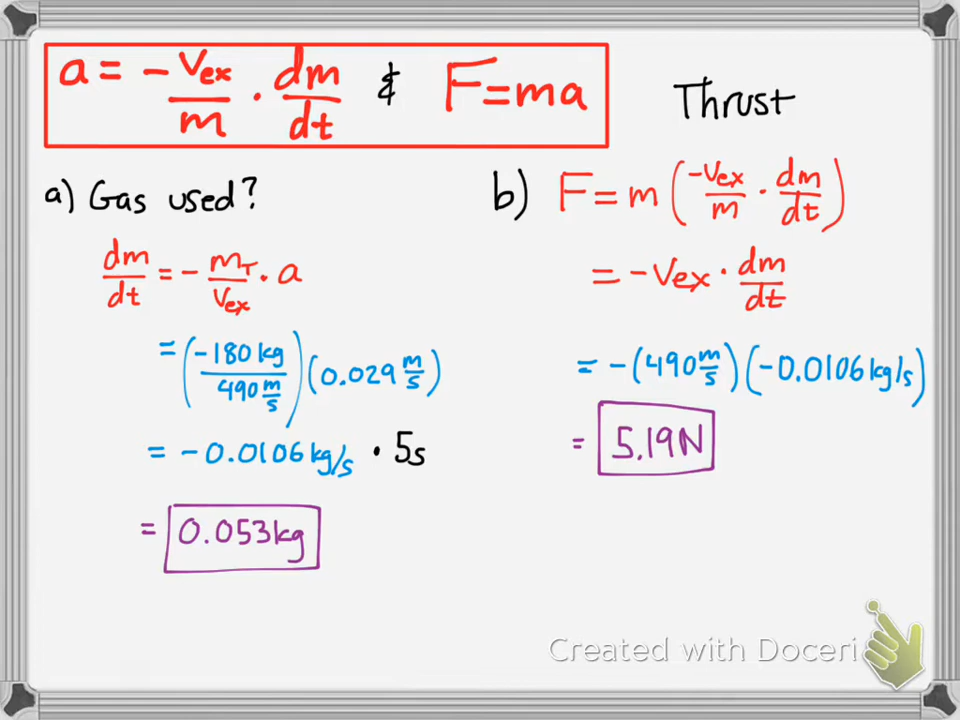 a = - Vex/m · dm/dt & F=ma
Thrust
a) Gas used?
dm/dt = - mT/Vex · a
= (-180 kg / 490 m/s) (0.029 m/s)
= -0.0106 kg/s · 5s
= 0.053kg
b) F = m (-Vex/m · dm/dt)
= -Vex · dm/dt
= -(490 m/s) (-0.0106 kg/s)
= 5.19N
Created with Doceri